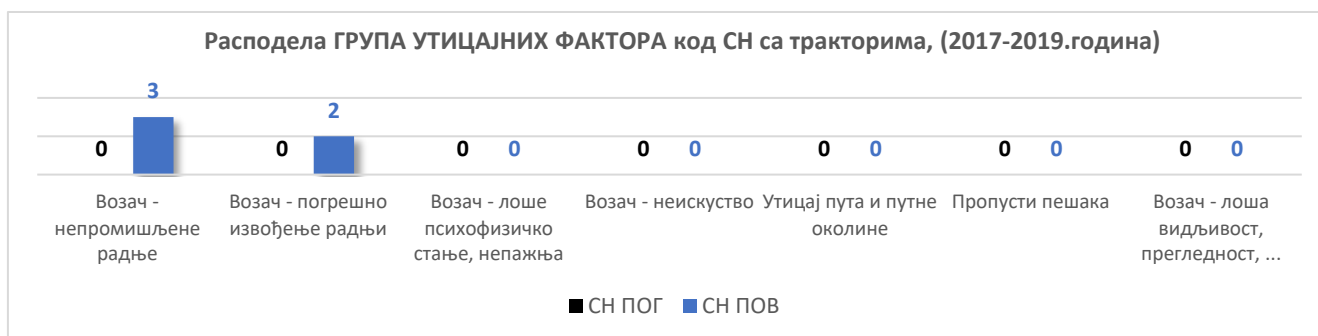 Расподела ГРУПА УТИЦАЈНИХ ФАКТОРА код СН са тракторима, (2017-2019.година)
3
2
0 0 0 0 0 0 0 0 0 0 0 0
Возач - непромишљене радње
Возач - погрешно извођење радњи
Возач - лоше психофизичко стање, непажња
Возач - неискуство
Утицај пута и путне околине
Пропусти пешака
Возач - лоша видљивост, прегледност, ...
СН ПОГ СН ПОВ